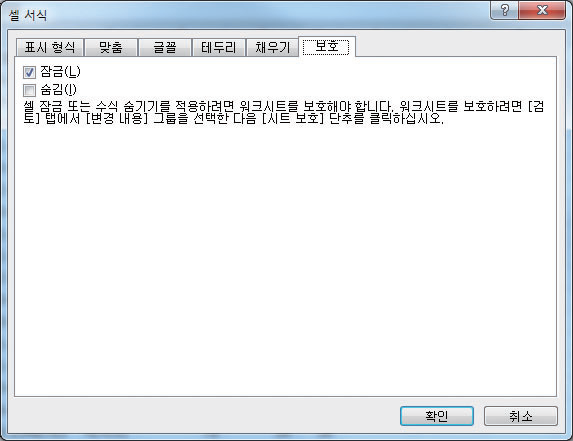 셀 서식
표시 형식 맞춤 글꼴 테두리 채우기 보호
잠금(L)
숨김(I)
셀 잠금 또는 수식 숨기기를 적용하려면 워크시트를 보호해야 합니다. 워크시트를 보호하려면 [검
토] 탭에서 [변경 내용] 그룹을 선택한 다음 [시트 보호] 단추를 클릭하십시오.
확인 취소